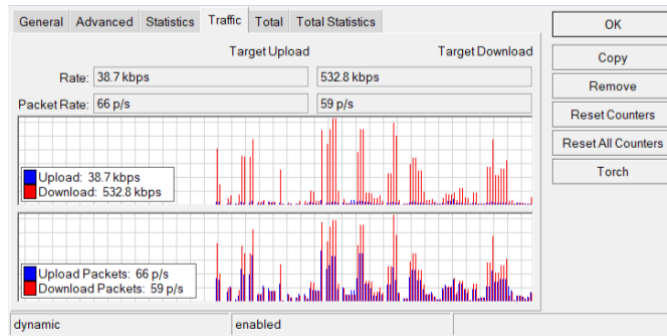 General Advanced Statistics Traffic Total Total Statistics
OK
Copy
Remove
Reset Counters
Reset All Counters
Torch
Target Upload Target Download
Rate: 38.7 kbps 532.8 kbps
Packet Rate: 66 p/s 59 p/s
Upload: 38.7 kbps
Download: 532.8 kbps
Upload Packets: 66 p/s
Download Packets: 59 p/s
dynamic enabled